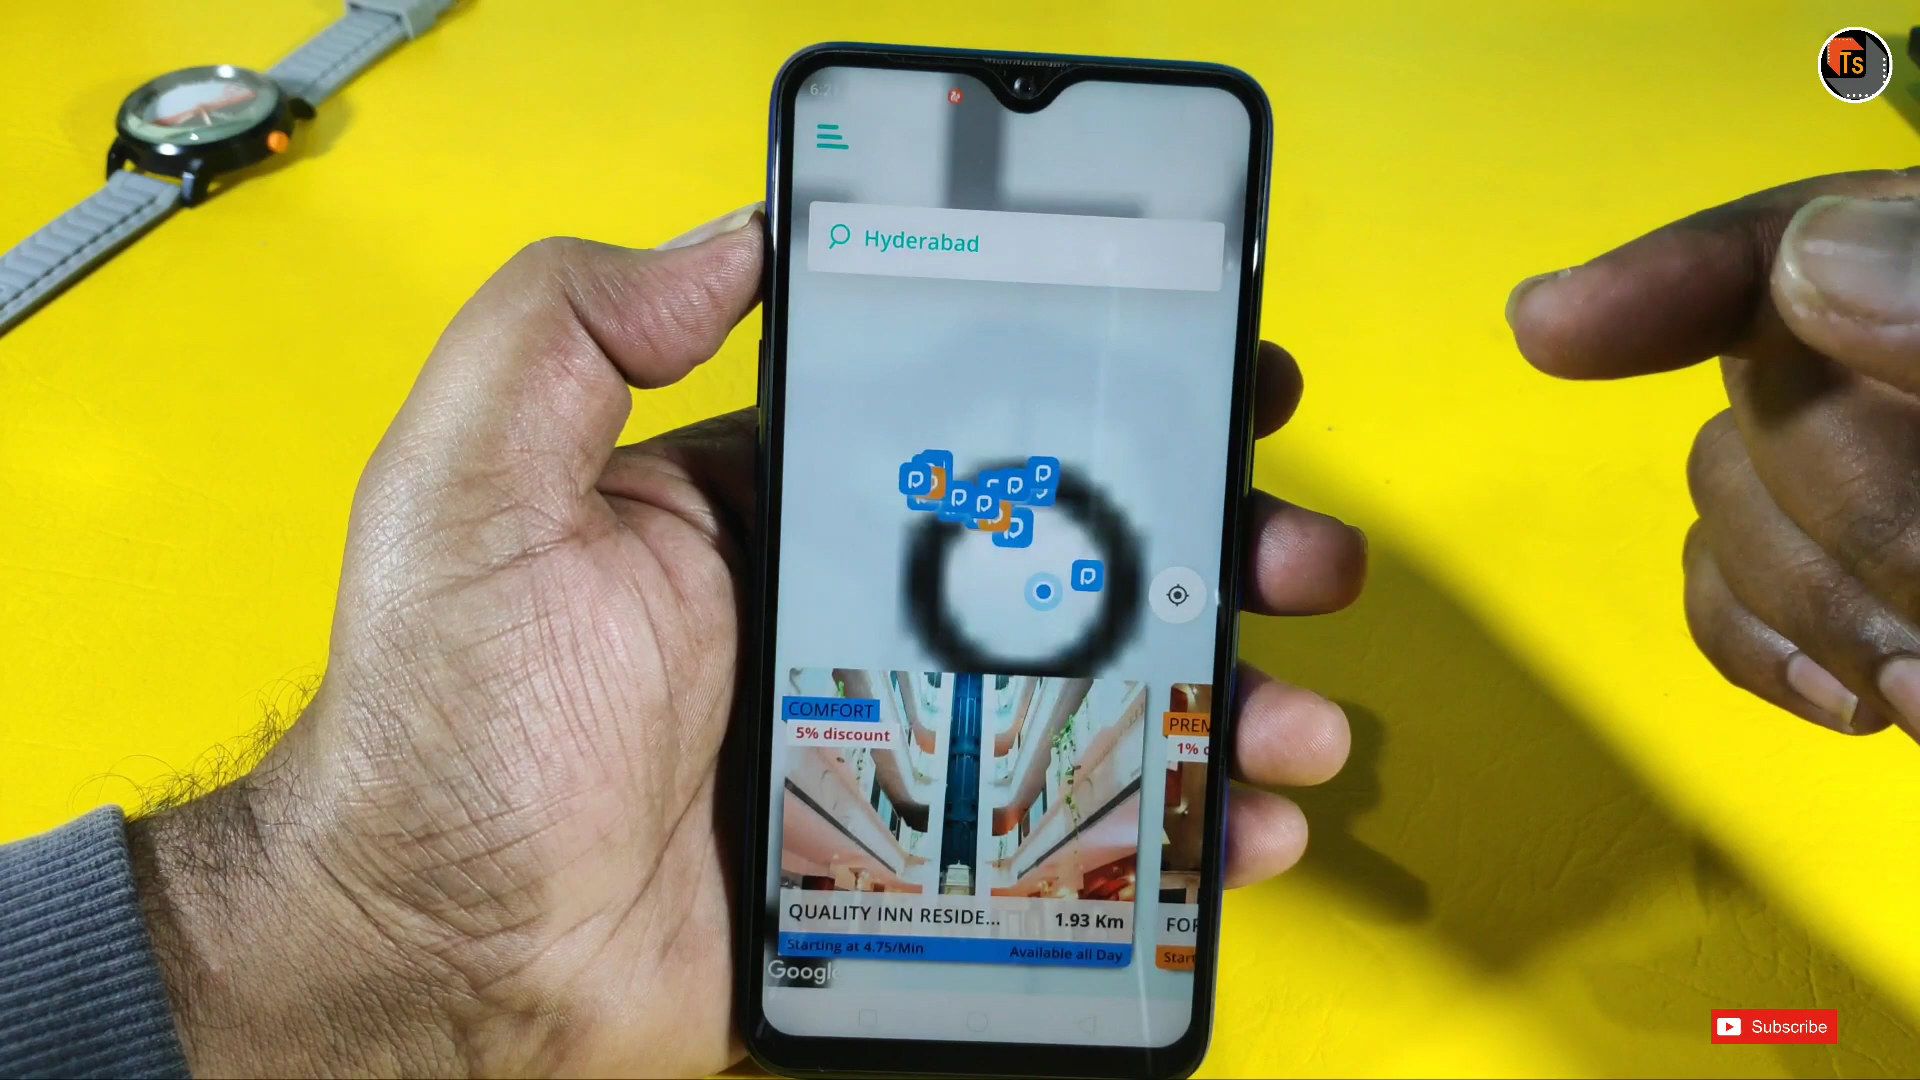 Ts
Hyderabad
COMFORT
5% discount
PREM
1%
QUALITY INN RESIDE...
1.93 Km
FOR
Starting at 4.75/Min
Available all Day
Start
Google
Subscribe